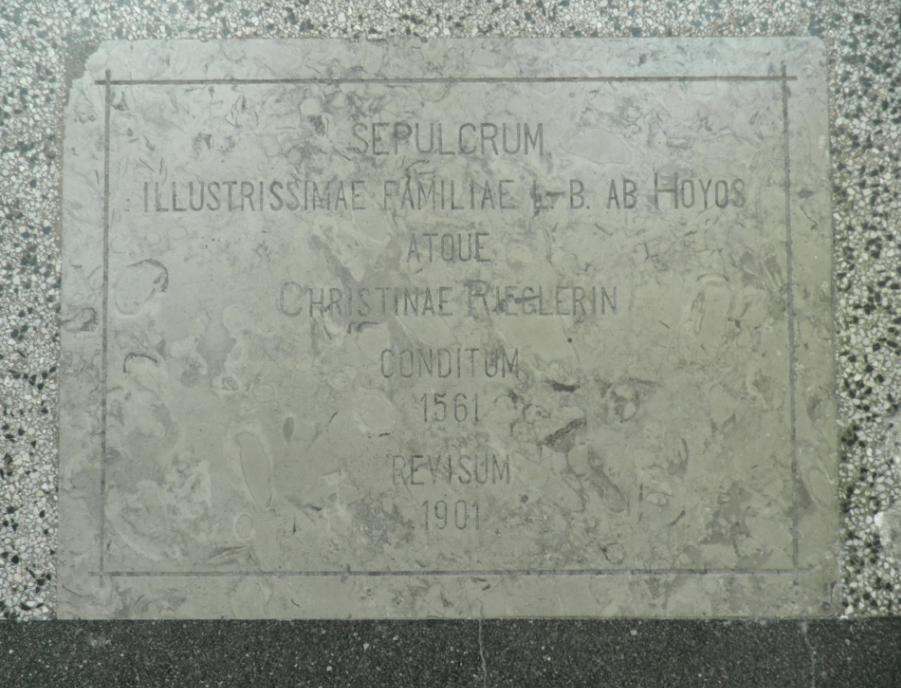 SEPULCRUM
ILLUSTRISSIMAE FAMILIAE L-B. AB HOYOS
ATQUE
CHRISTINAE RIEGLERIN
CONDITUM
1561
REVISUM
1901